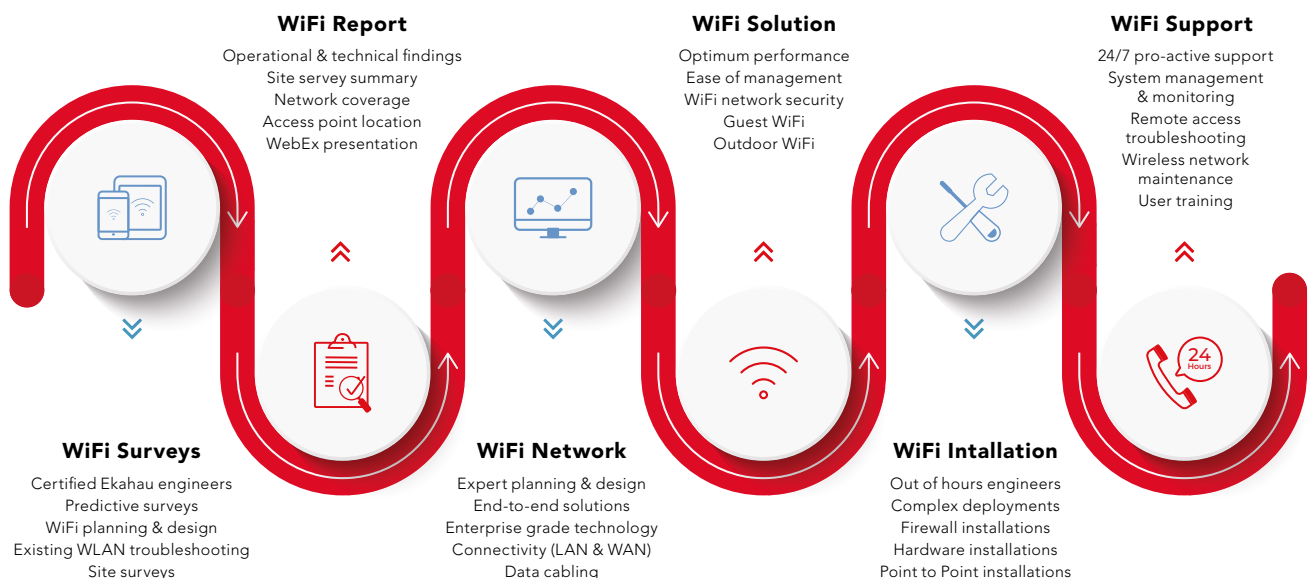 WiFi Report
Operational & technical findings
Site servey summary
Network coverage
Access point location
WebEx presentation
WiFi Solution
Optimum performance
Ease of management
WiFi network security
Guest WiFi
Outdoor WiFi
WiFi Support
24/7 pro-active support
System management
& monitoring
Remote access
troubleshooting
Wireless network
maintenance
User training
24
Hours
WiFi Surveys
Certified Ekahau engineers
Predictive surveys
WiFi planning & design
Existing WLAN troubleshooting
Site surveys
WiFi Network
Expert planning & design
End-to-end solutions
Enterprise grade technology
Connectivity (LAN & WAN)
Data cabling
WiFi Intallation
Out of hours engineers
Complex deployments
Firewall installations
Hardware installations
Point to Point installations